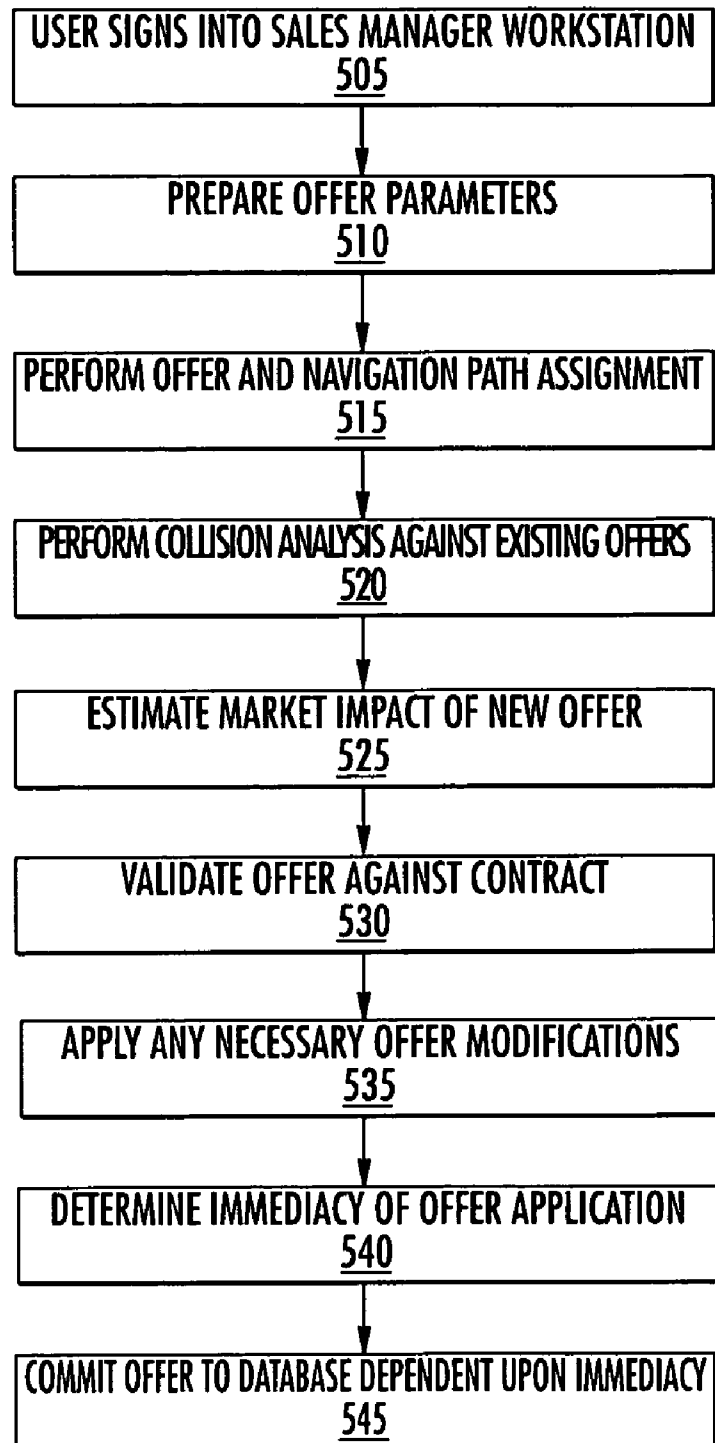 USER SIGNS INTO SALES MANAGER WORKSTATION
505
PREPARE OFFER PARAMETERS
510
PERFORM OFFER AND NAVIGATION PATH ASSIGNMENT
515
PERFORM COLLISION ANALYSIS AGAINST EXISTING OFFERS
520
ESTIMATE MARKET IMPACT OF NEW OFFER
525
VALIDATE OFFER AGAINST CONTRACT
530
APPLY ANY NECESSARY OFFER MODIFICATIONS
535
DETERMINE IMMEDIACY OF OFFER APPLICATION
540
COMMIT OFFER TO DATABASE DEPENDENT UPON IMMEDIACY
545